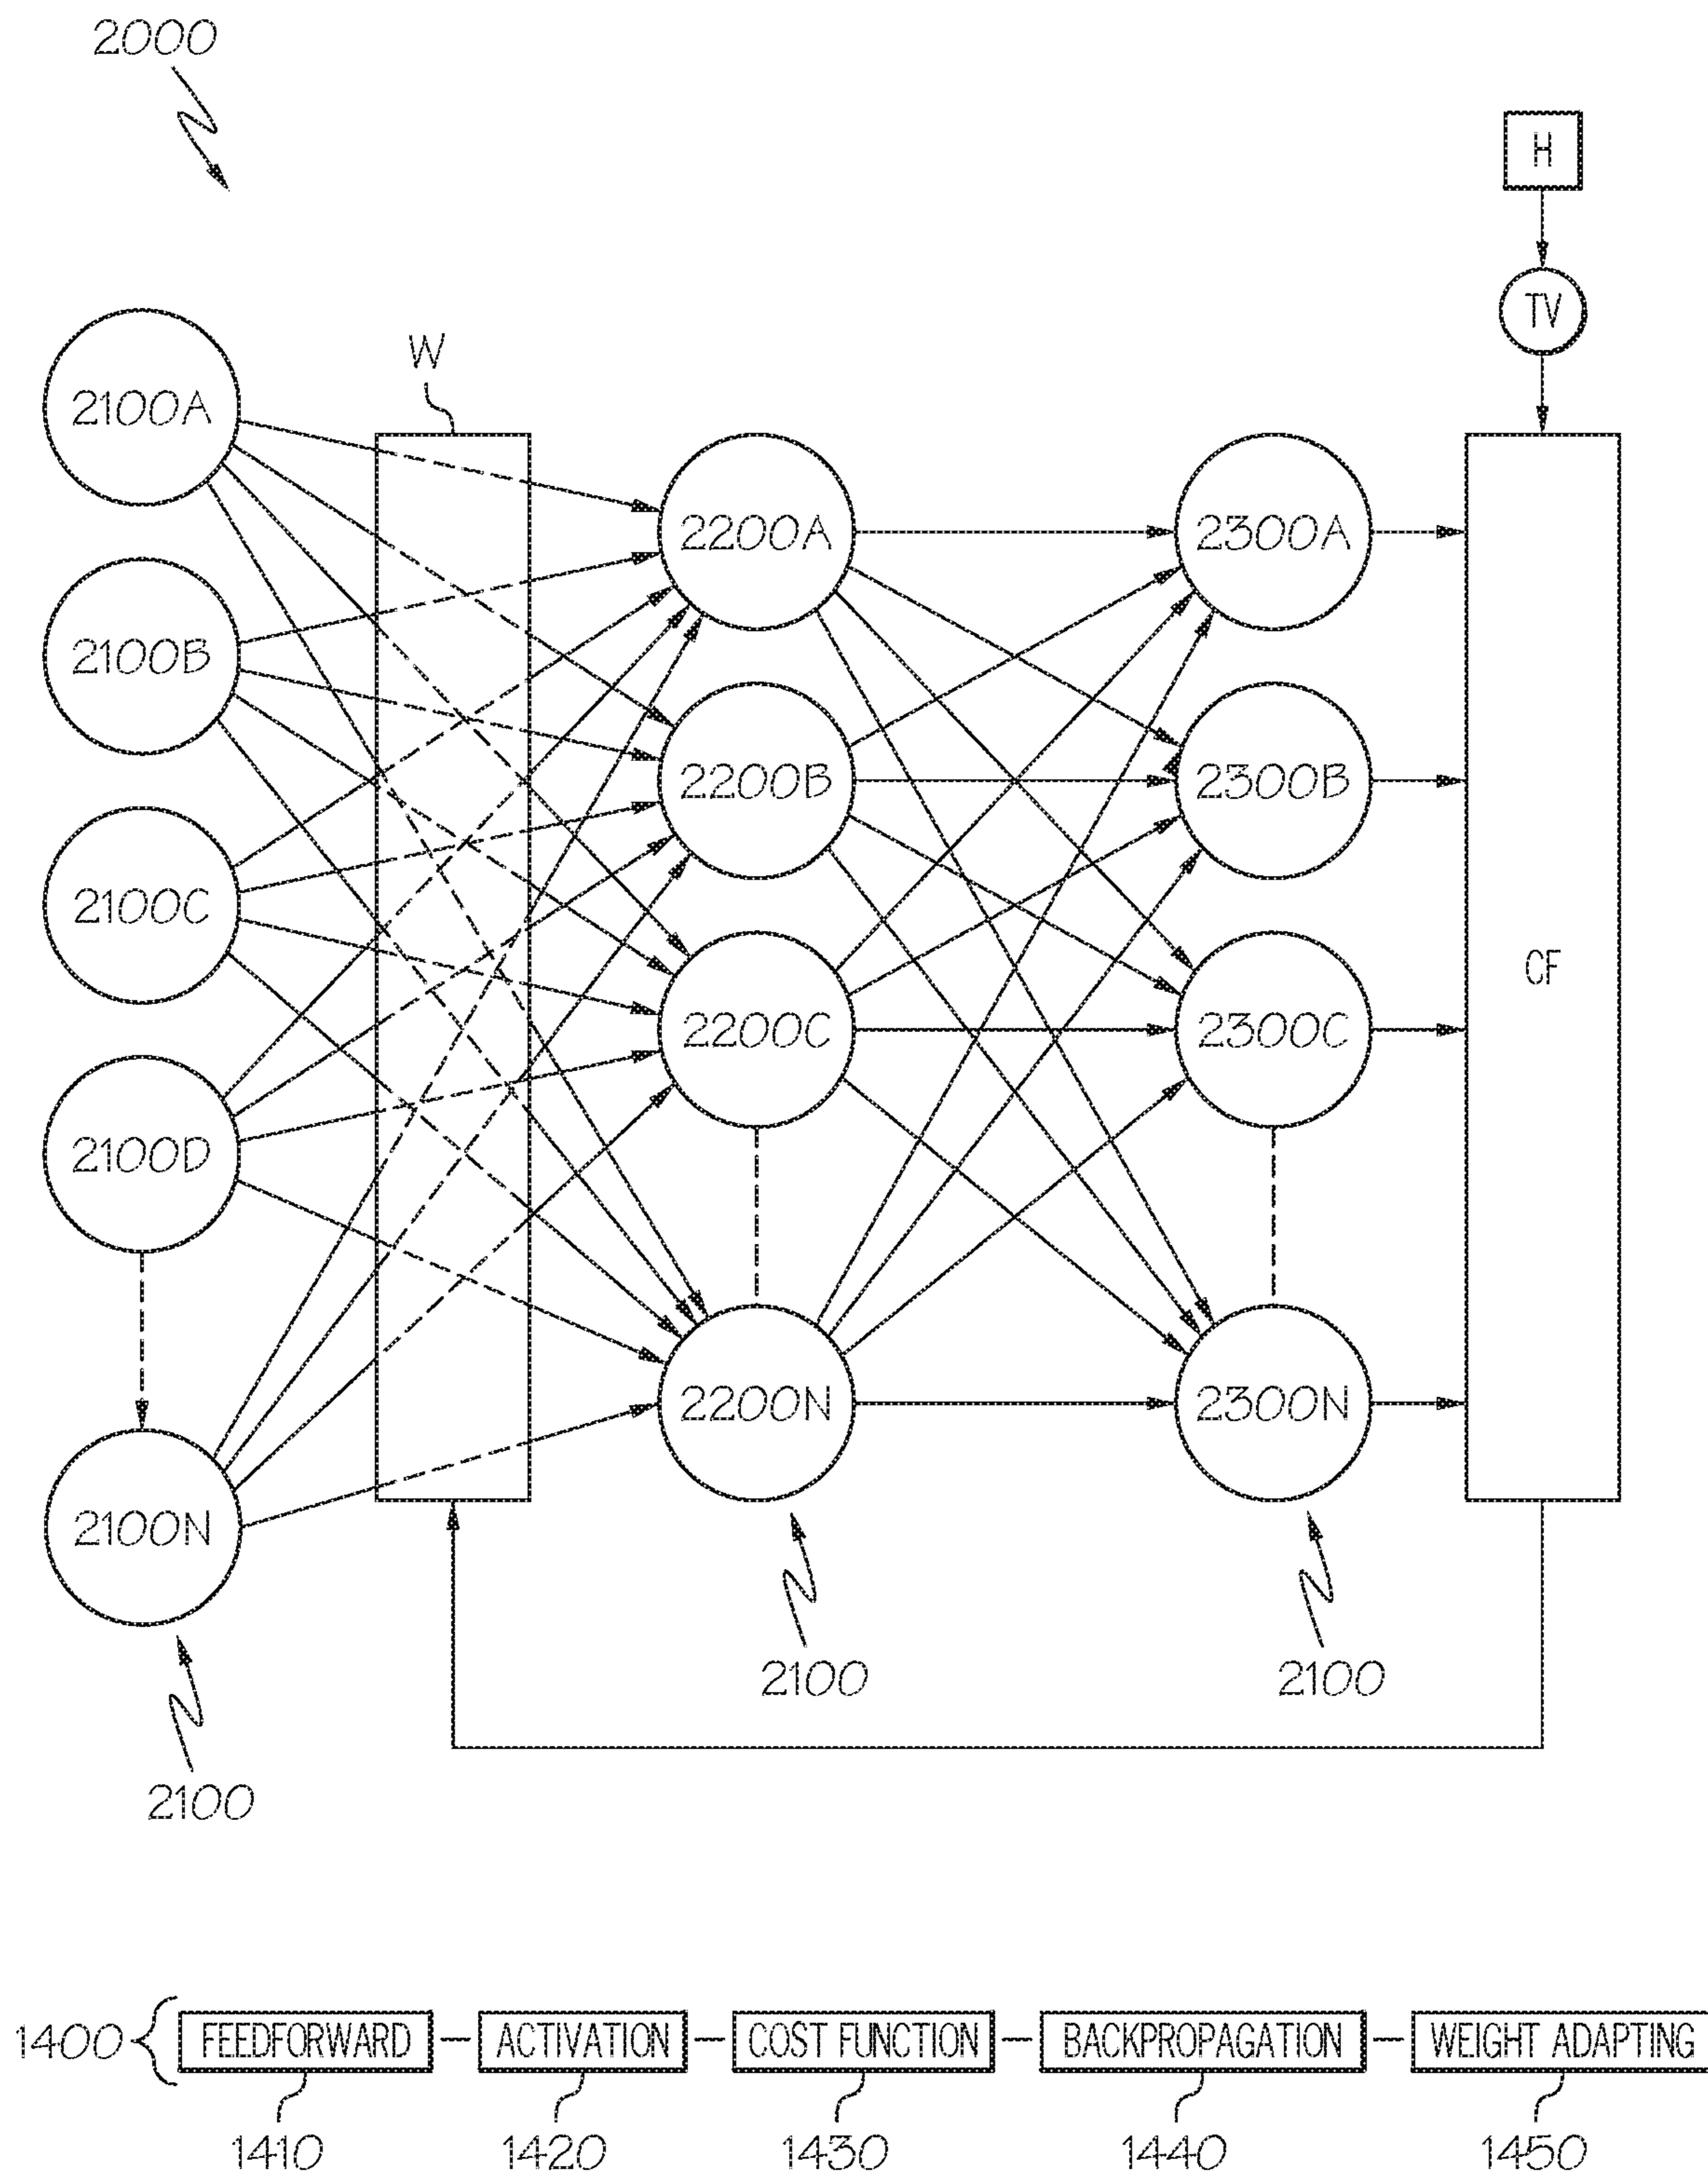 2000
H
TV
W
2100A
2200A
2300A
2100B
2200B
2300B
2100C
CF
2200C
2300C
2100D
2200N
2300N
2100N
2100
2100
2100
1400
FEEDFORWARD
ACTIVATION
COST FUNCTION
BACKPROPAGATION
WEIGHT ADAPTING
1410
1420
1430
1440
1450